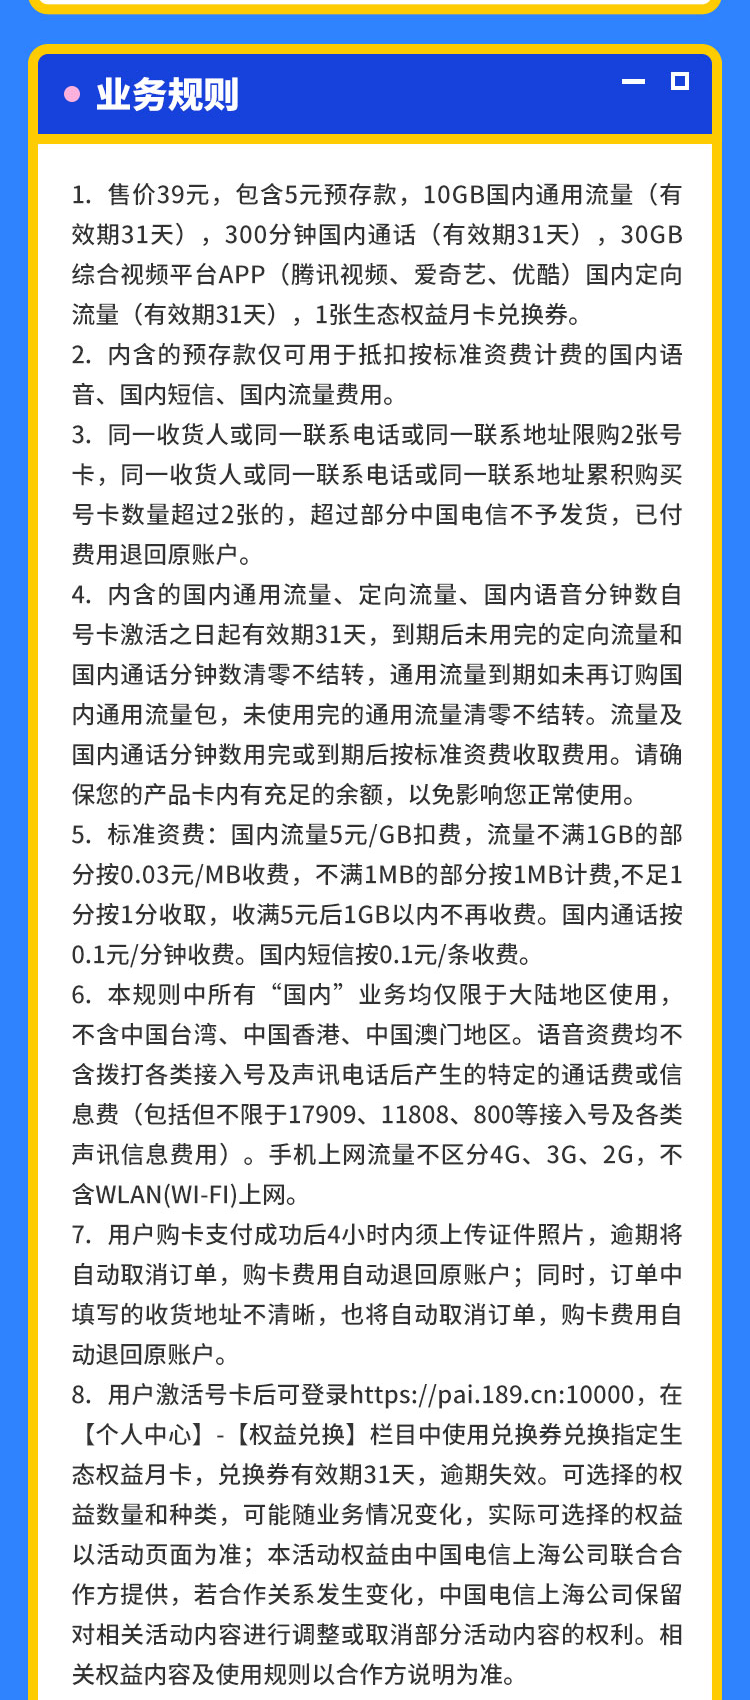 业务规则
1. 售价39元，包含5元预存款，10GB国内通用流量（有
效期31天），300分钟国内通话（有效期31天），30GB
综合视频平台APP（腾讯视频、爱奇艺、优酷）国内定向
流量（有效期31天），1张生态权益月卡兑换券。
2. 内含的预存款仅可用于抵扣按标准资费计费的国内语
音、国内短信、国内流量费用。
3. 同一收货人或同一联系电话或同一联系地址限购2张号
卡，同一收货人或同一联系电话或同一联系地址累积购买
号卡数量超过2张的，超过部分中国电信不予发货，已付
费用退回原账户。
4. 内含的国内通用流量、定向流量、国内语音分钟数自
号卡激活之日起有效期31天，到期后未用完的定向流量和
国内通话分钟数清零不结转，通用流量到期如未再订购国
内通用流量包，未使用完的通用流量清零不结转。流量及
国内通话分钟数用完或到期后按标准资费收取费用。请确
保您的产品卡内有充足的余额，以免影响您正常使用。
5. 标准资费：国内流量5元/GB扣费，流量不满1GB的部
分按0.03元/MB收费，不满1MB的部分按1MB计费,不足1
分按1分收取，收满5元后1GB以内不再收费。国内通话按
0.1元/分钟收费。国内短信按0.1元/条收费。
6. 本规则中所有“国内”业务均仅限于大陆地区使用，
不含中国台湾、中国香港、中国澳门地区。语音资费均不
含拨打各类接入号及声讯电话后产生的特定的通话费或信
息费（包括但不限于17909、11808、800等接入号及各类
声讯信息费用）。手机上网流量不区分4G、3G、2G，不
含WLAN(WI-FI)上网。
7. 用户购卡支付成功后4小时内须上传证件照片，逾期将
自动取消订单，购卡费用自动退回原账户；同时，订单中
填写的收货地址不清晰，也将自动取消订单，购卡费用自
动退回原账户。
8. 用户激活号卡后可登录https://pai.189.cn:10000，在
【个人中心】-【权益兑换】栏目中使用兑换券兑换指定生
态权益月卡，兑换券有效期31天，逾期失效。可选择的权
益数量和种类，可能随业务情况变化，实际可选择的权益
以活动页面为准；本活动权益由中国电信上海公司联合合
作方提供，若合作关系发生变化，中国电信上海公司保留
对相关活动内容进行调整或取消部分活动内容的权利。相
关权益内容及使用规则以合作方说明为准。